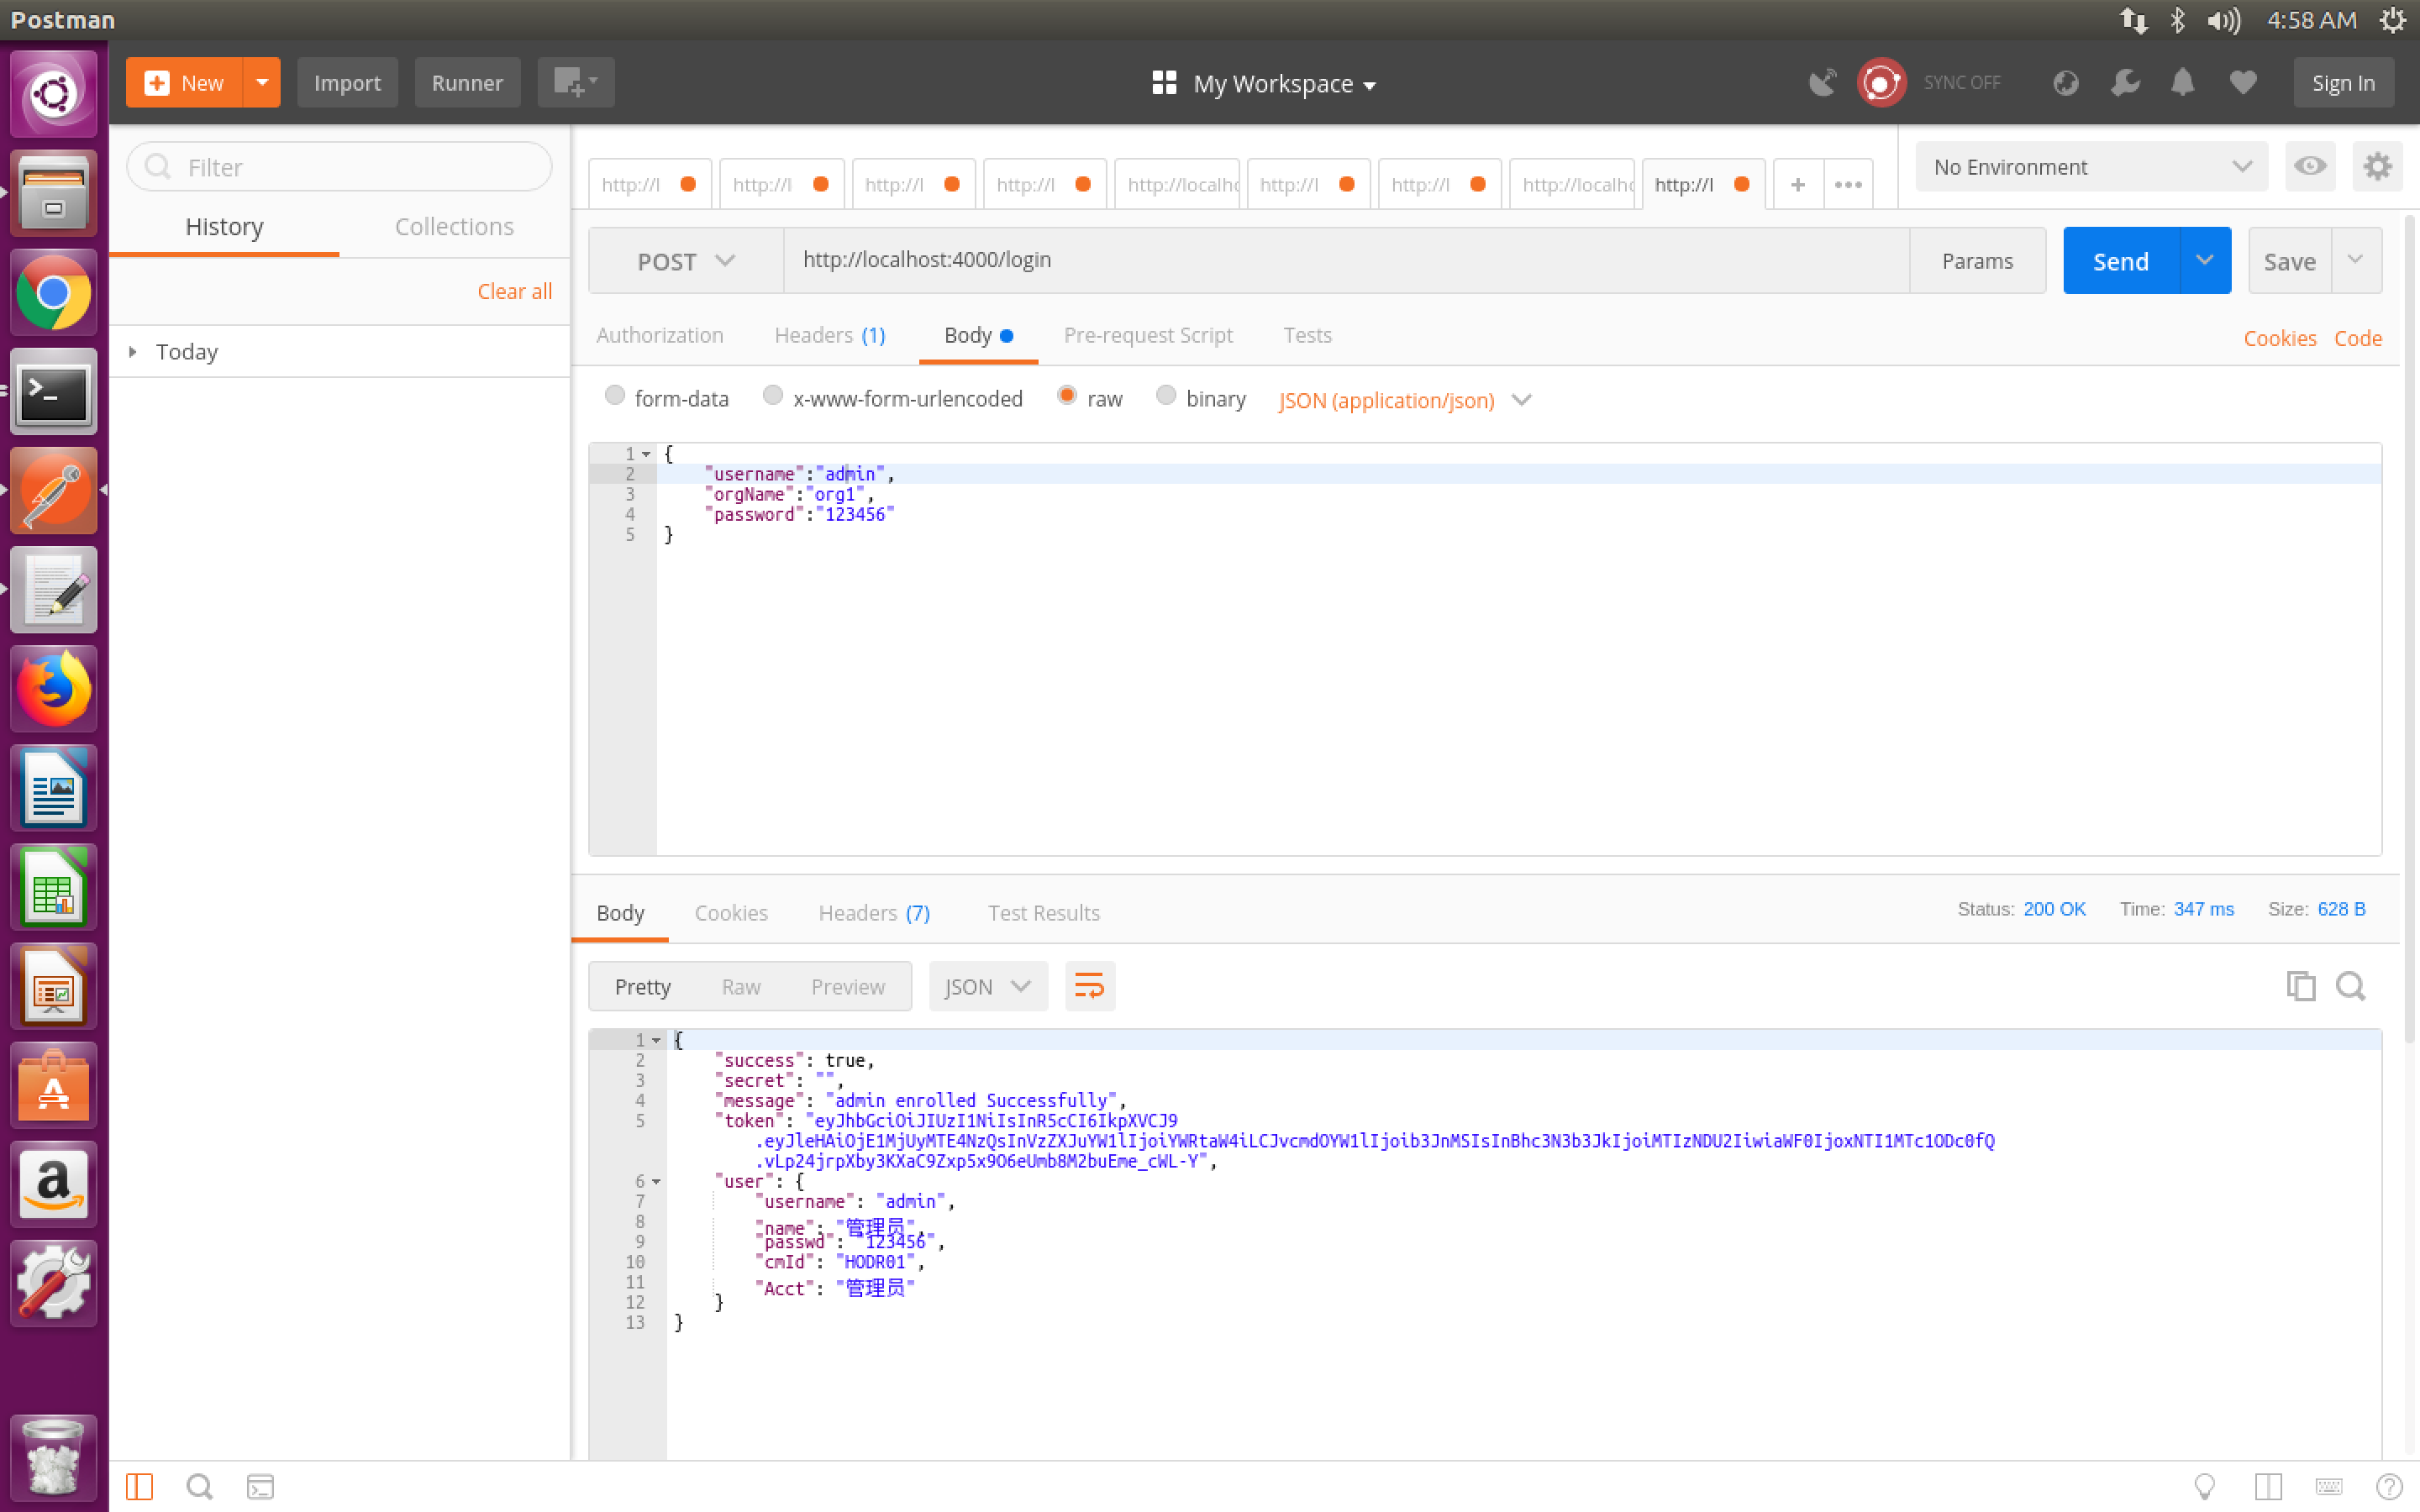 Postman
4:58 AM
New
Import
Runner
My Workspace
SYNC OFF
Sign In
Filter
History
Collections
Clear all
Today
http://l
http://l
http://l
http://l
http://localho
http://l
http://l
http://localho
http://l
No Environment
POST
http://localhost:4000/login
Params
Send
Save
Authorization
Headers (1)
Body
Pre-request Script
Tests
Cookies
Code
form-data
x-www-form-urlencoded
raw
binary
JSON (application/json)
1 {
2 "username":"admin",
3 "orgName":"org1",
4 "password":"123456"
5 }
Body
Cookies
Headers (7)
Test Results
Status: 200 OK
Time: 347 ms
Size: 628 B
Pretty
Raw
Preview
JSON
1 {
2 "success": true,
3 "secret": "",
4 "message": "admin enrolled Successfully",
5 "token": "eyJhbGciOiJIUzI1NiIsInR5cCI6IkpXVCJ9
.eyJleHAiOjE1MjUyMTE4NzQsInVzZXJuYW1lIjoiYWRtaW4iLCJvcmdOYW1lIjoib3JnMSIsInBhc3N3b3JkIjoiMTIzNDU2IiwiaWF0IjoxNTI1MTc1ODc0fQ
.vLp24jrpXby3KXaC9Zxp5x9O6eUmb8M2buEme_cWL-Y",
6 "user": {
7 "username": "admin",
8 "name": "管理员",
9 "passwd": "123456",
10 "cmId": "HODR01",
11 "Acct": "管理员"
12 }
13 }